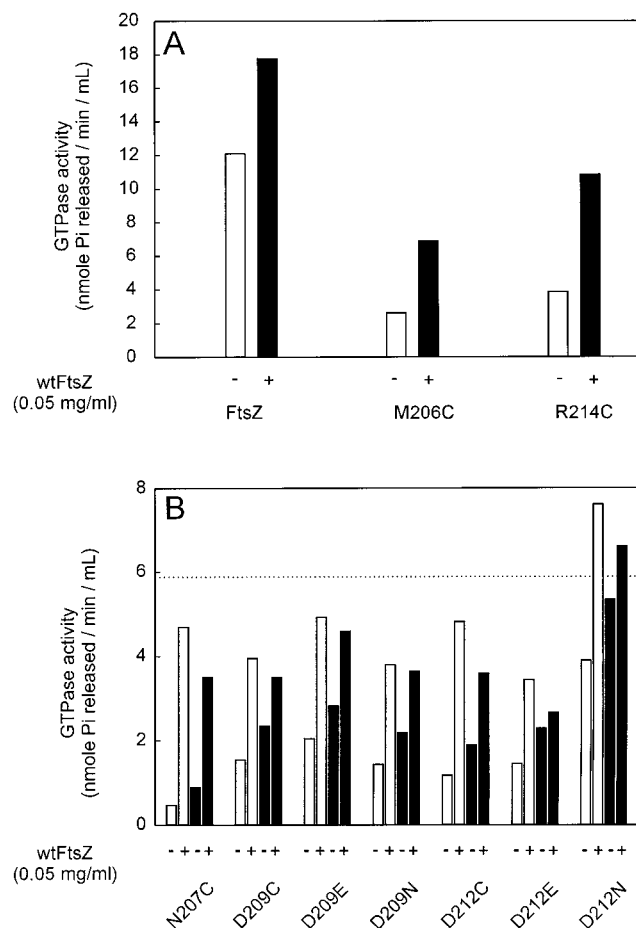 A
20
18
16
14
12
10
8
6
4
2
0
GTPase activity
(nmole Pi released / min / mL)
wtFtsZ
(0.05 mg/ml)
- + - + - +
FtsZ M206C R214C
B
8
6
4
2
0
GTPase activity
(nmole Pi released / min / mL)
wtFtsZ
(0.05 mg/ml)
-+-+ -+-+ -+-+ -+-+ -+-+ -+-+ -+-+
N207C D209C D209E D209N D212C D212E D212N